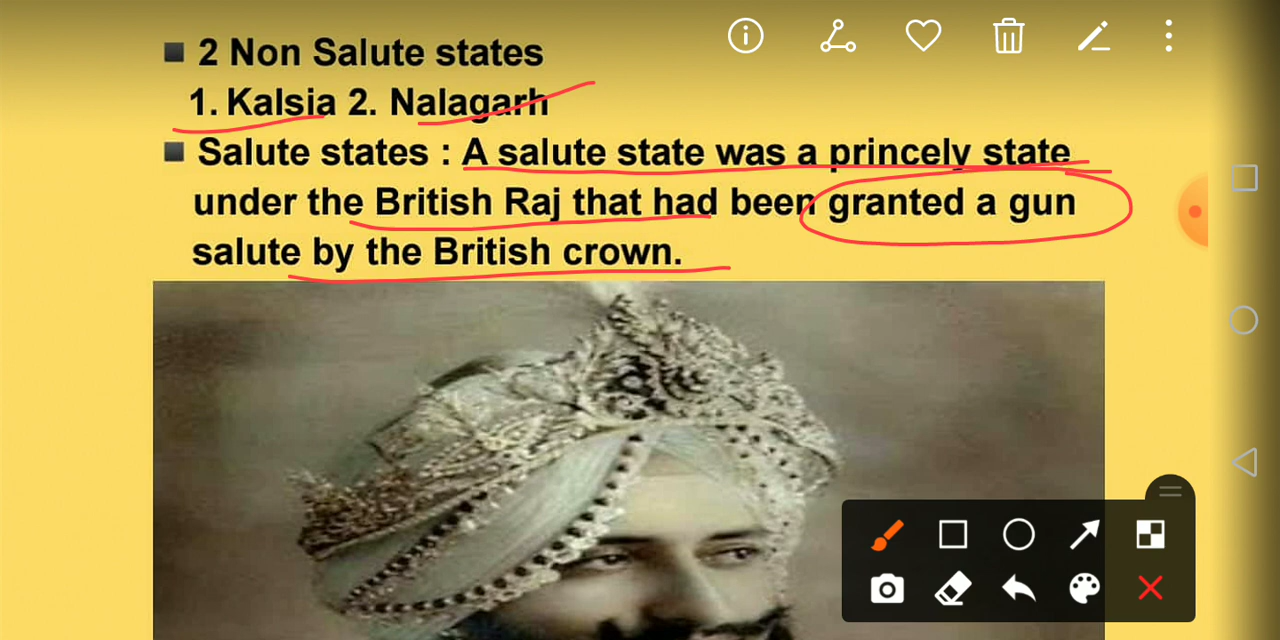 2 Non Salute states
1. Kalsia 2. Nalagarh
Salute states : A salute state was a princely state
under the British Raj that had been granted a gun
salute by the British crown.